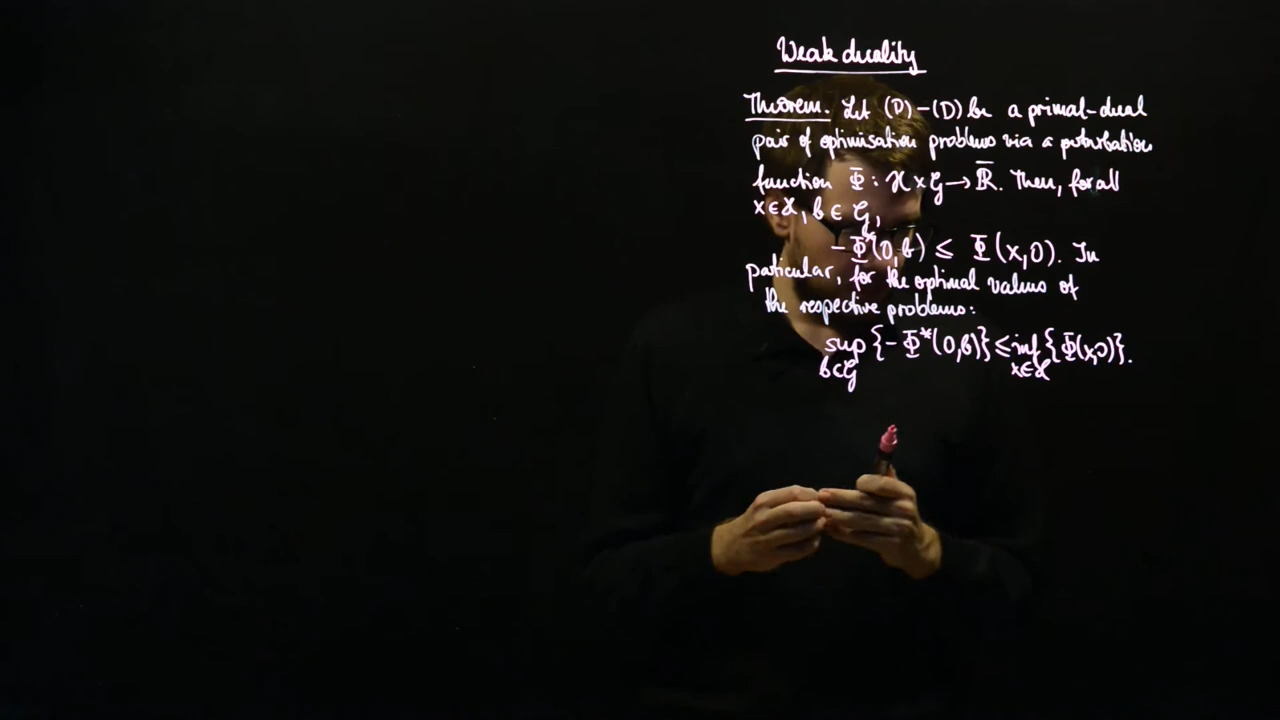 Weak duality
Theorem. Let (P)-(D) be a primal-dual
pair of optimisation problems via a perturbation
function Φ : 𝓗 × 𝓖 → ℝ̅. Then, for all
x ∈ 𝓗, b ∈ 𝓖,
-Φ*(0,b) ≤ Φ(x,0). In
particular, for the optimal values of
the respective problems:
sup {-Φ*(0,b)} ≤ inf {Φ(x,0)}.
b∈𝓖 x∈𝓗